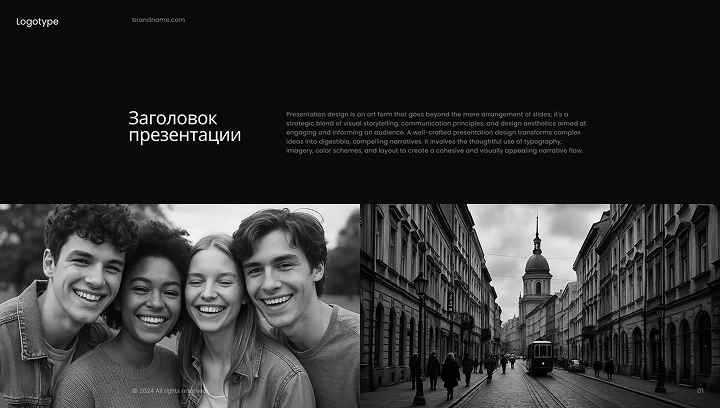 Logotype
brandname.com
Заголовок
презентации
Presentation design is an art form that goes beyond the mere arrangement of slides; it's a
strategic blend of visual storytelling, communication principles, and design aesthetics aimed at
engaging and informing an audience. A well-crafted presentation design transforms complex
ideas into digestible, compelling narratives. It involves the thoughtful use of typography,
imagery, color schemes, and layout to create a cohesive and visually appealing narrative flow.
© 2024 All rights reserved
01